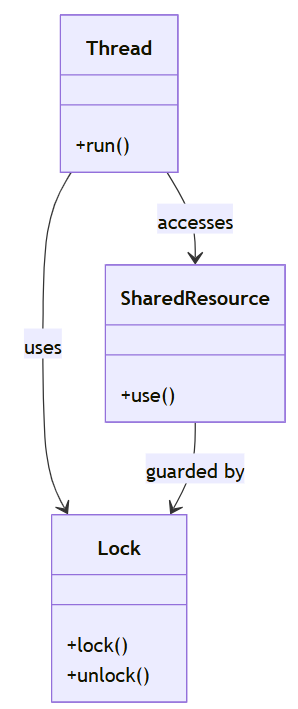 Thread
+run()
accesses
SharedResource
uses
+use()
guarded by
Lock
+lock()
+unlock()